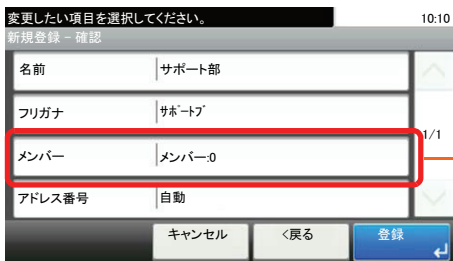 変更したい項目を選択してください。 10:10
新規登録 - 確認
名前 サポート部
フリガナ ｻﾎﾟｰﾄﾌﾞ
メンバー メンバー:0
1/1
アドレス番号 自動
キャンセル <戻る 登録